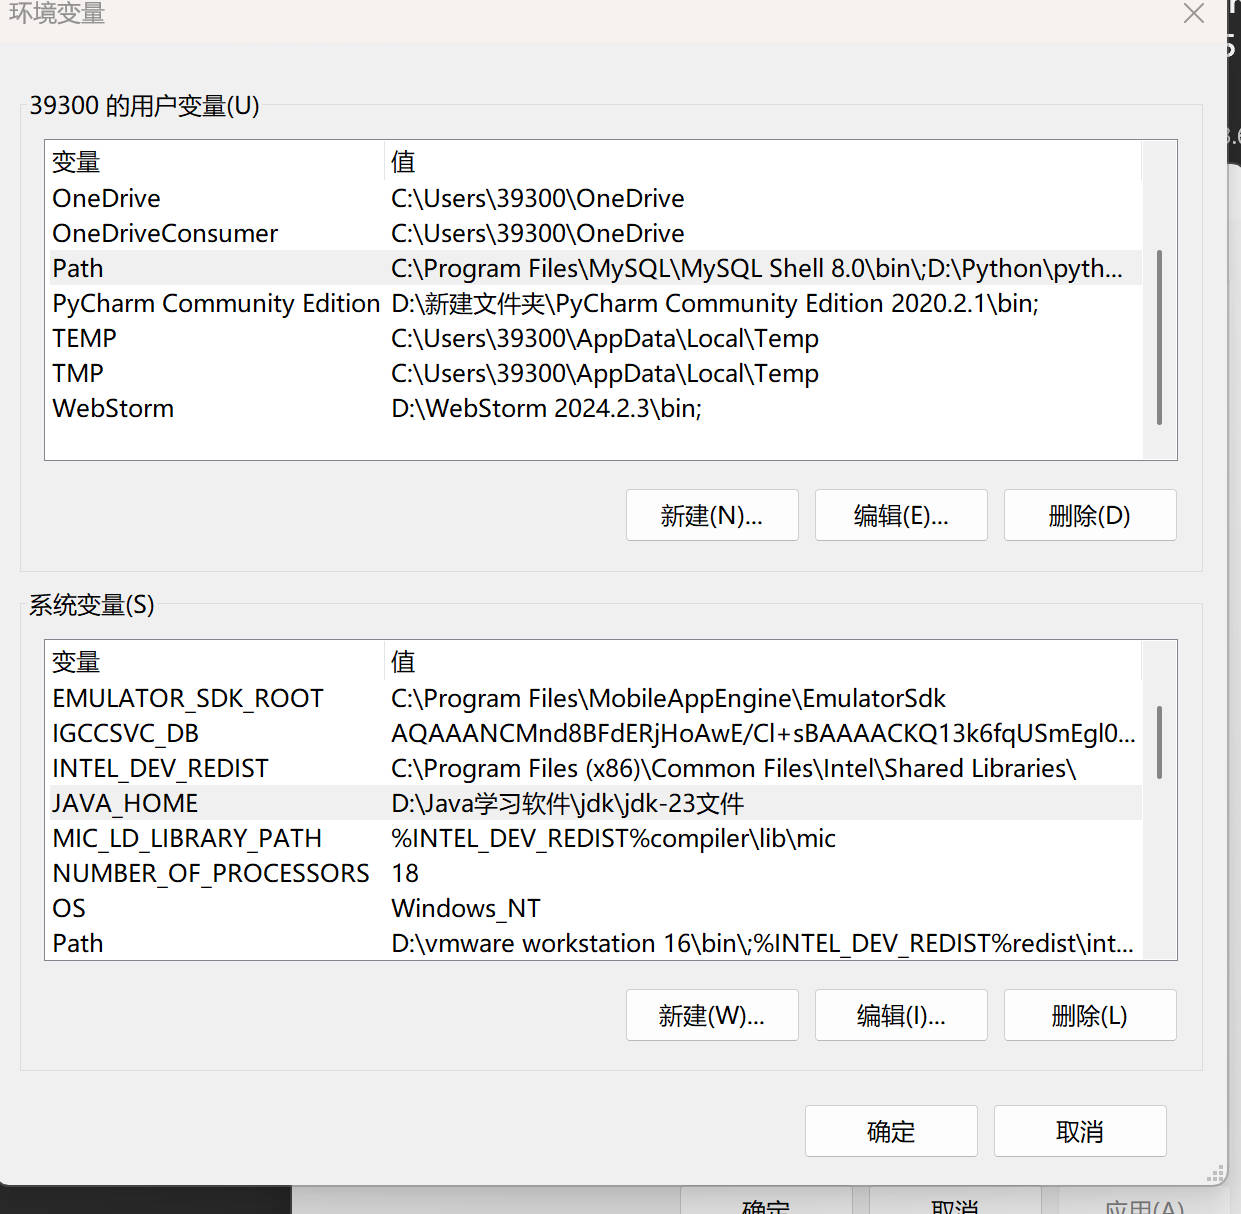 环境变量
39300 的用户变量(U)
变量 值
OneDrive C:\Users\39300\OneDrive
OneDriveConsumer C:\Users\39300\OneDrive
Path C:\Program Files\MySQL\MySQL Shell 8.0\bin\;D:\Python\pyth...
PyCharm Community Edition D:\新建文件夹\PyCharm Community Edition 2020.2.1\bin;
TEMP C:\Users\39300\AppData\Local\Temp
TMP C:\Users\39300\AppData\Local\Temp
WebStorm D:\WebStorm 2024.2.3\bin;
新建(N)... 编辑(E)... 删除(D)
系统变量(S)
变量 值
EMULATOR_SDK_ROOT C:\Program Files\MobileAppEngine\EmulatorSdk
IGCCSVC_DB AQAAANCMnd8BFdERjHoAwE/Cl+sBAAAACKQ13k6fqUSmEgl0...
INTEL_DEV_REDIST C:\Program Files (x86)\Common Files\Intel\Shared Libraries\
JAVA_HOME D:\Java学习软件\jdk\jdk-23文件
MIC_LD_LIBRARY_PATH %INTEL_DEV_REDIST%compiler\lib\mic
NUMBER_OF_PROCESSORS 18
OS Windows_NT
Path D:\vmware workstation 16\bin\;%INTEL_DEV_REDIST%redist\int...
新建(W)... 编辑(I)... 删除(L)
确定 取消
确定 取消 应用(A)